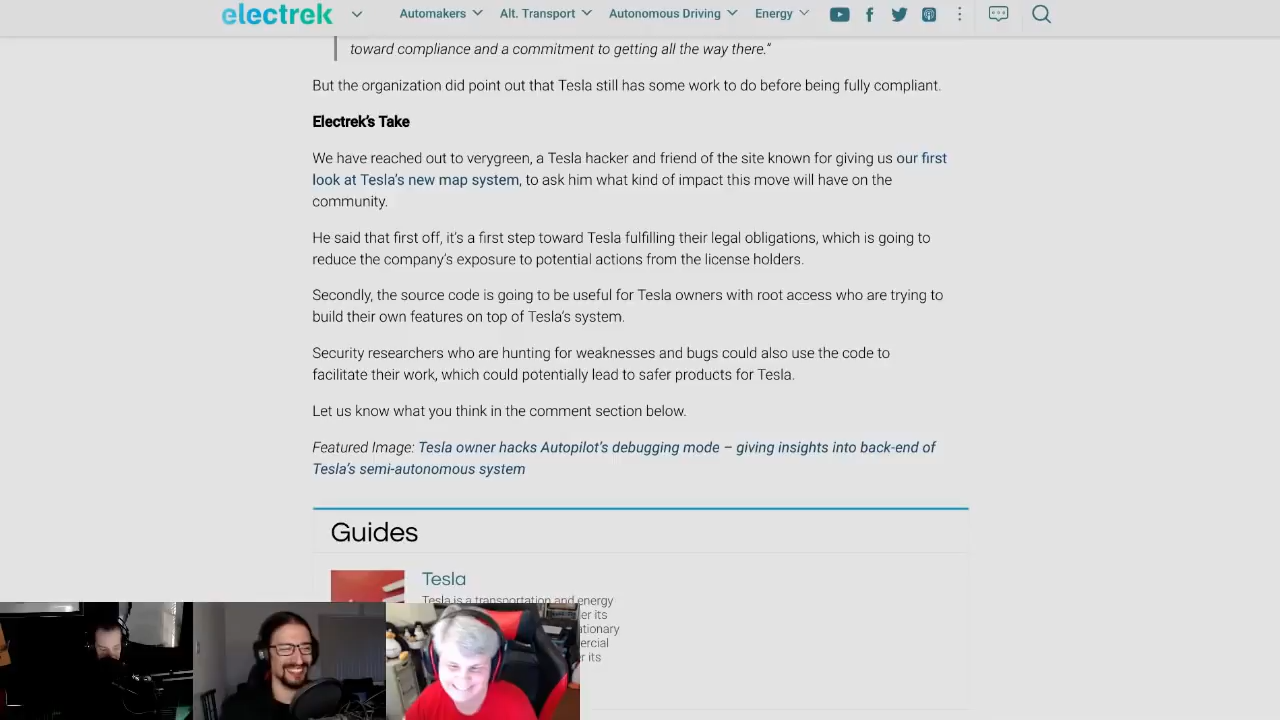 electrek
Automakers Alt. Transport Autonomous Driving Energy
toward compliance and a commitment to getting all the way there.”
But the organization did point out that Tesla still has some work to do before being fully compliant.
Electrek’s Take
We have reached out to verygreen, a Tesla hacker and friend of the site known for giving us our first
look at Tesla’s new map system, to ask him what kind of impact this move will have on the
community.
He said that first off, it’s a first step toward Tesla fulfilling their legal obligations, which is going to
reduce the company’s exposure to potential actions from the license holders.
Secondly, the source code is going to be useful for Tesla owners with root access who are trying to
build their own features on top of Tesla’s system.
Security researchers who are hunting for weaknesses and bugs could also use the code to
facilitate their work, which could potentially lead to safer products for Tesla.
Let us know what you think in the comment section below.
Featured Image: Tesla owner hacks Autopilot’s debugging mode – giving insights into back-end of
Tesla’s semi-autonomous system
Guides
Tesla
Tesla is a transportation and energy
its